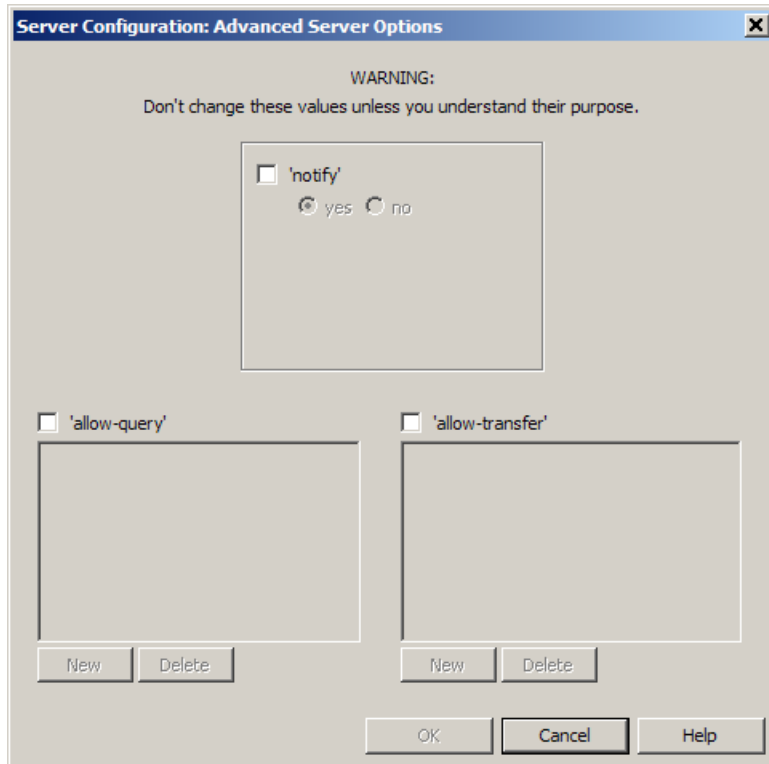 Server Configuration: Advanced Server Options
WARNING:
Don't change these values unless you understand their purpose.
'notify'
yes no
'allow-query' 'allow-transfer'
New Delete New Delete
OK Cancel Help